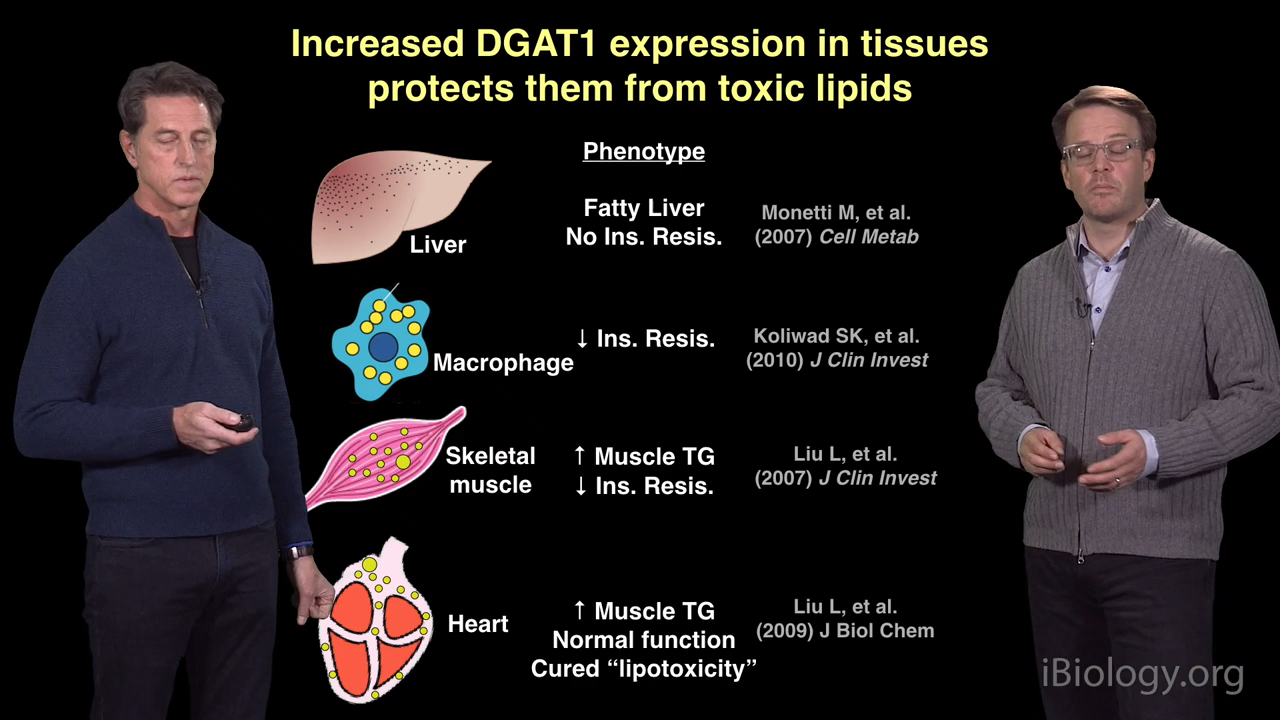 Increased DGAT1 expression in tissues
protects them from toxic lipids
Phenotype
Liver
Fatty Liver
No Ins. Resis.
Monetti M, et al.
(2007) Cell Metab
Macrophage
↓ Ins. Resis.
Koliwad SK, et al.
(2010) J Clin Invest
Skeletal
muscle
↑ Muscle TG
↓ Ins. Resis.
Liu L, et al.
(2007) J Clin Invest
Heart
↑ Muscle TG
Normal function
Cured “lipotoxicity”
Liu L, et al.
(2009) J Biol Chem
iBiology.org